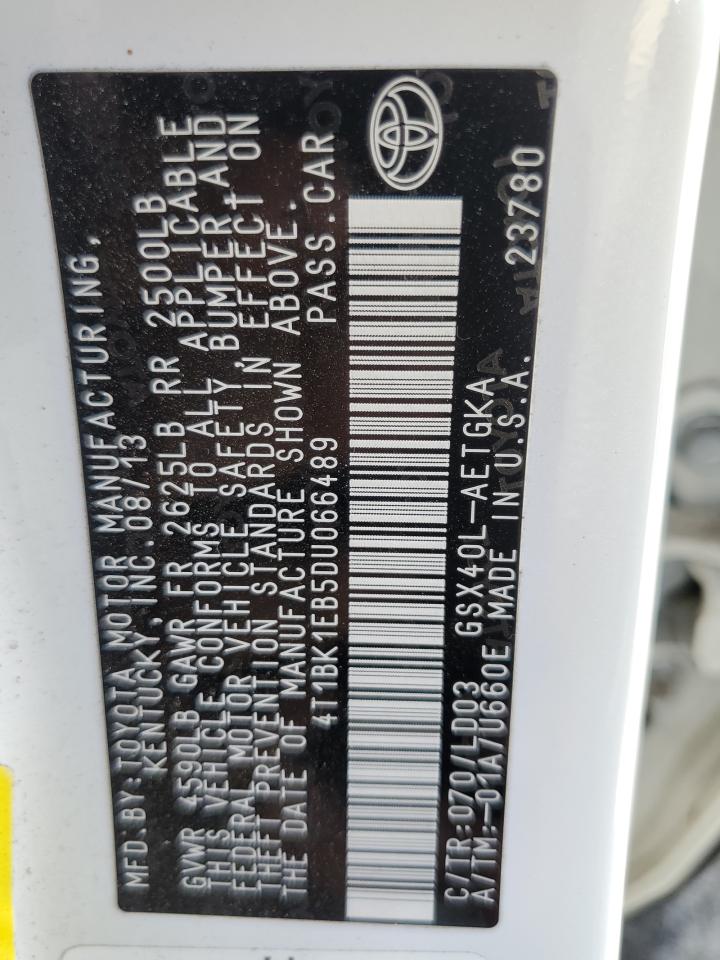 MFD.BY:TOYOTA MOTOR MANUFACTURING,
KENTUCKY, INC.08/13
GVWR 4590LB GAWR FR 2625LB RR 2500LB
THIS VEHICLE CONFORMS TO ALL APPLICABLE
FEDERAL MOTOR VEHICLE SAFETY, BUMPER AND
THEFT PREVENTION STANDARDS IN EFFECT ON
THE DATE OF MANUFACTURE SHOWN ABOVE.
4T1BK1EB5DU066489 PASS.CAR
C/TR:070/LD03 GSX40L-AETGKA 23780
A/TM:-01A/U660E MADE IN U.S.A.